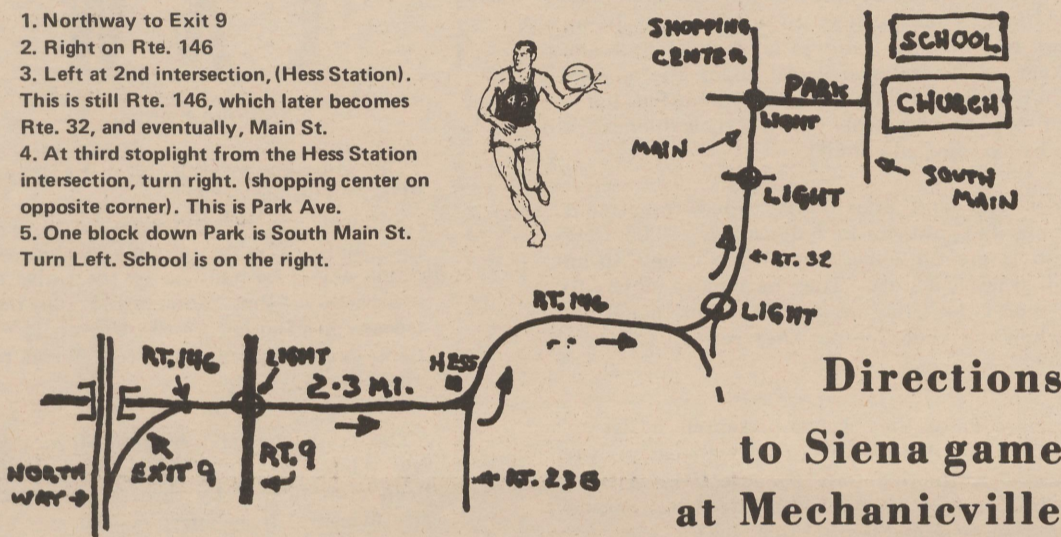 1. Northway to Exit 9
2. Right on Rte. 146
3. Left at 2nd intersection, (Hess Station).
This is still Rte. 146, which later becomes
Rte. 32, and eventually, Main St.
4. At third stoplight from the Hess Station
intersection, turn right. (shopping center on
opposite corner). This is Park Ave.
5. One block down Park is South Main St.
Turn Left. School is on the right.
42
SHOPPING
CENTER
SCHOOL
PARK
CHURCH
LIGHT
MAIN
SOUTH
MAIN
LIGHT
RT. 32
RT. 146
LIGHT
RT. 146
LIGHT
HESS
2.3 MI.
NORTH
WAY
EXIT 9
RT. 9
RT. 236
Directions
to Siena game
at Mechanicville